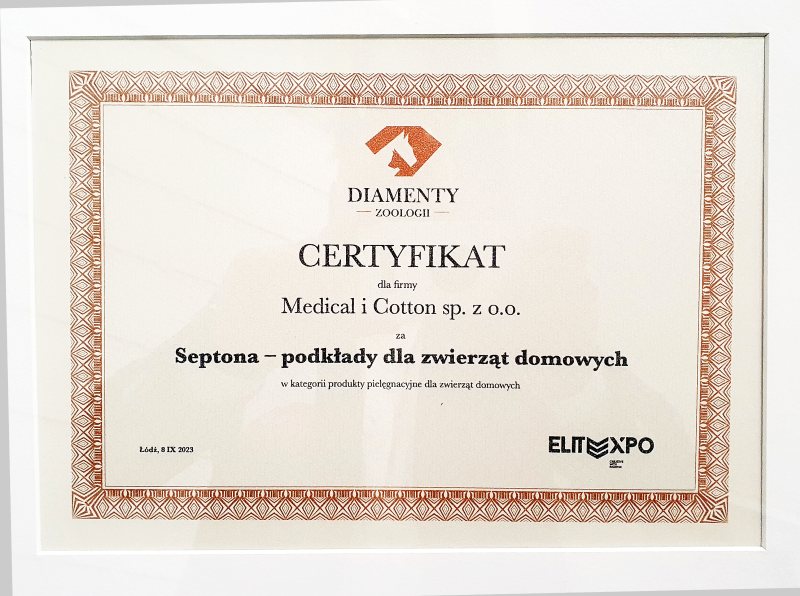 DIAMENTY
ZOOLOGII
CERTYFIKAT
dla firmy
Medical i Cotton sp. z o.o.
za
Septona – podkłady dla zwierząt domowych
w kategorii produkty pielęgnacyjne dla zwierząt domowych
Łódź, 8 IX 2023
ELITEXPO